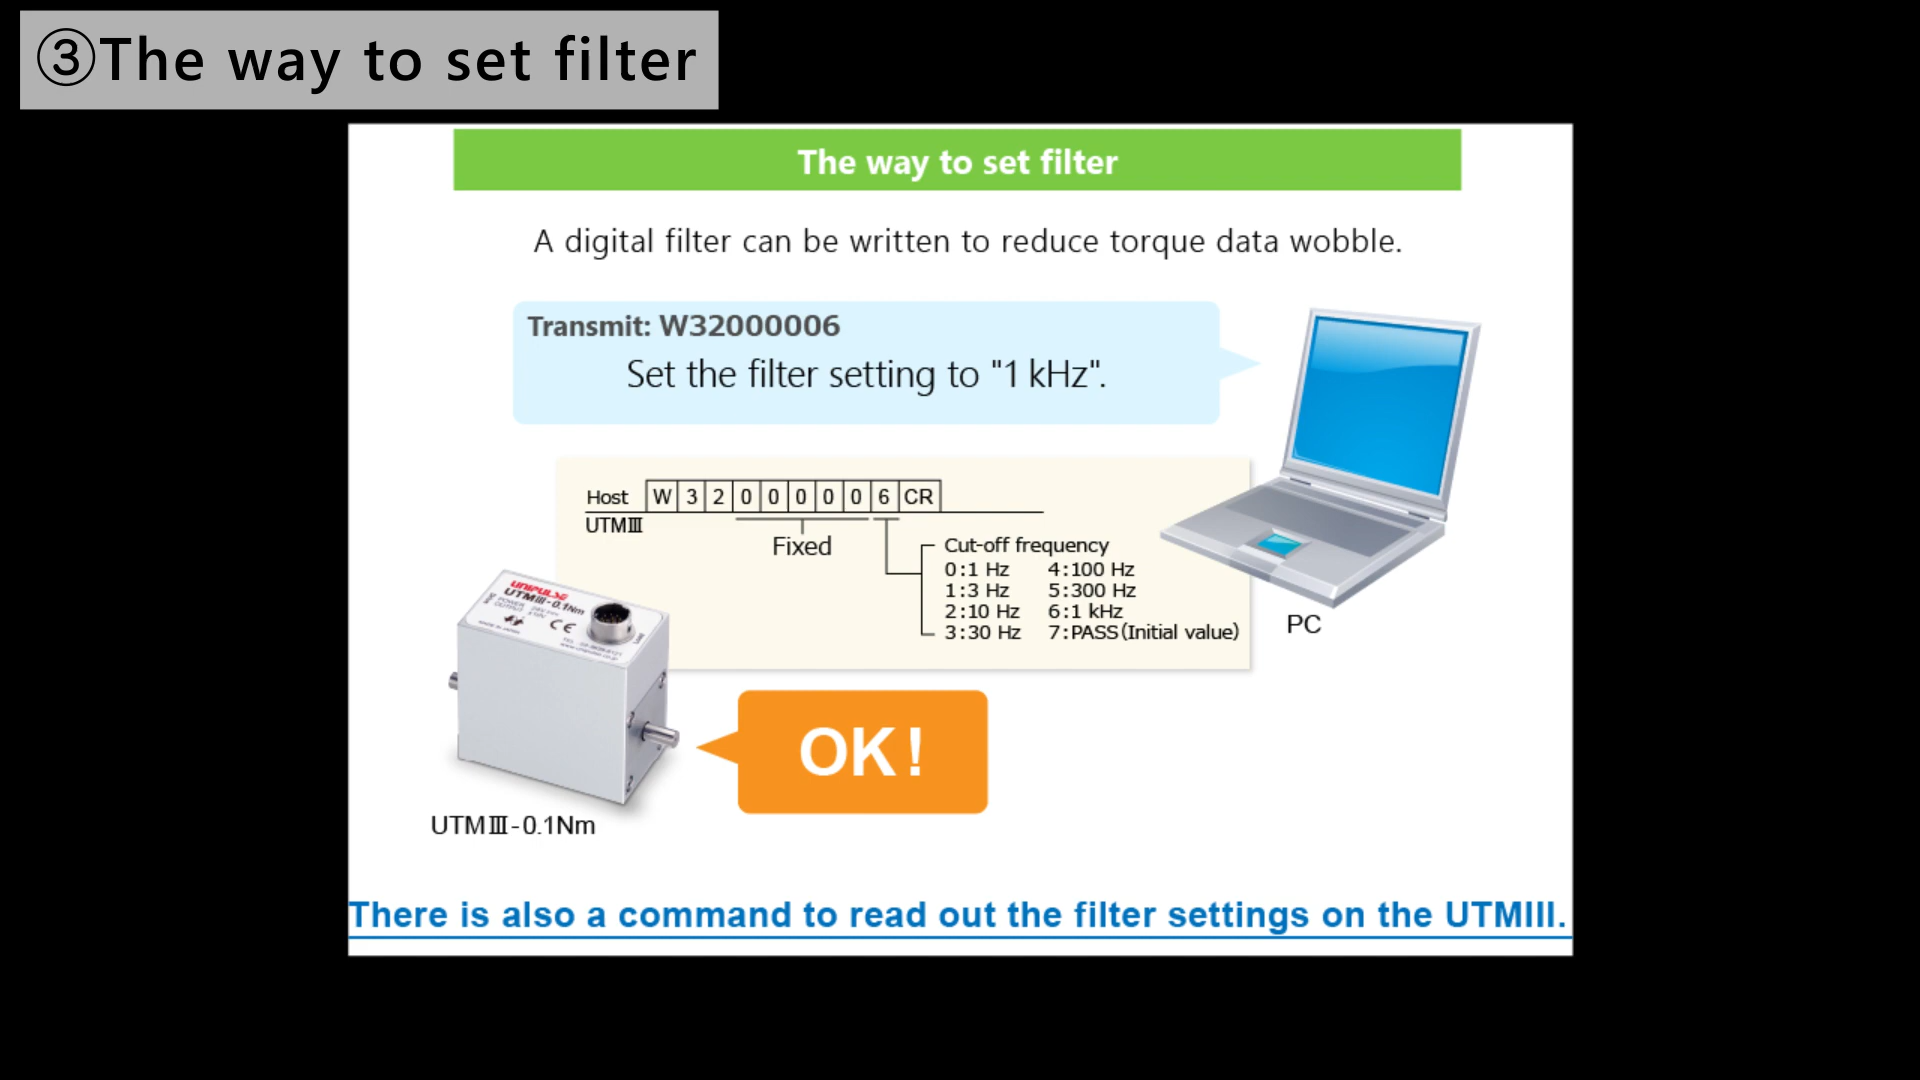 ③The way to set filter
The way to set filter
A digital filter can be written to reduce torque data wobble.
Transmit: W32000006
Set the filter setting to "1 kHz".
Host W 3 2 0 0 0 0 0 6 CR
UTMⅢ
Fixed
Cut-off frequency
0:1 Hz 4:100 Hz
1:3 Hz 5:300 Hz
2:10 Hz 6:1 kHz
3:30 Hz 7:PASS(Initial value)
PC
UNIPULSE
UTMⅢ-0.1Nm
CE
OK!
UTMⅢ-0.1Nm
There is also a command to read out the filter settings on the UTMIII.